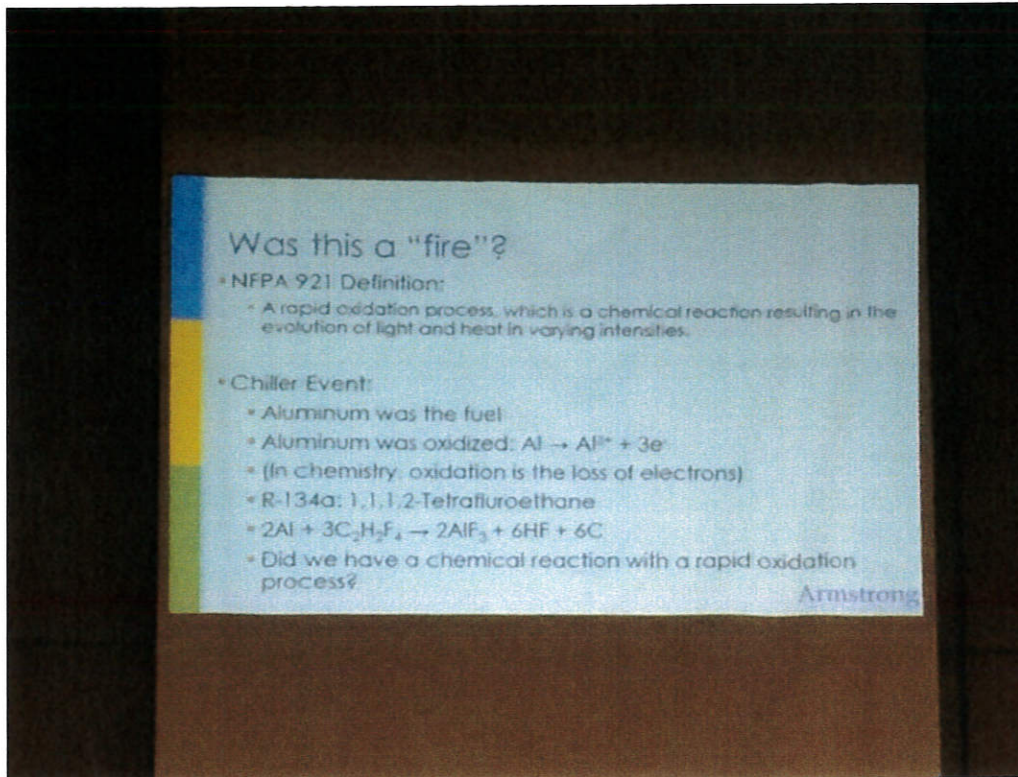 Was this a “fire”?
• NFPA 921 Definition:
• A rapid oxidation process, which is a chemical reaction resulting in the
evolution of light and heat in varying intensities.
• Chiller Event:
• Aluminum was the fuel
• Aluminum was oxidized: Al → Al³⁺ + 3e⁻
• (In chemistry, oxidation is the loss of electrons)
• R-134a: 1,1,1,2-Tetrafluroethane
• 2Al + 3C₂H₂F₄ → 2AlF₃ + 6HF + 6C
• Did we have a chemical reaction with a rapid oxidation
process?
Armstrong